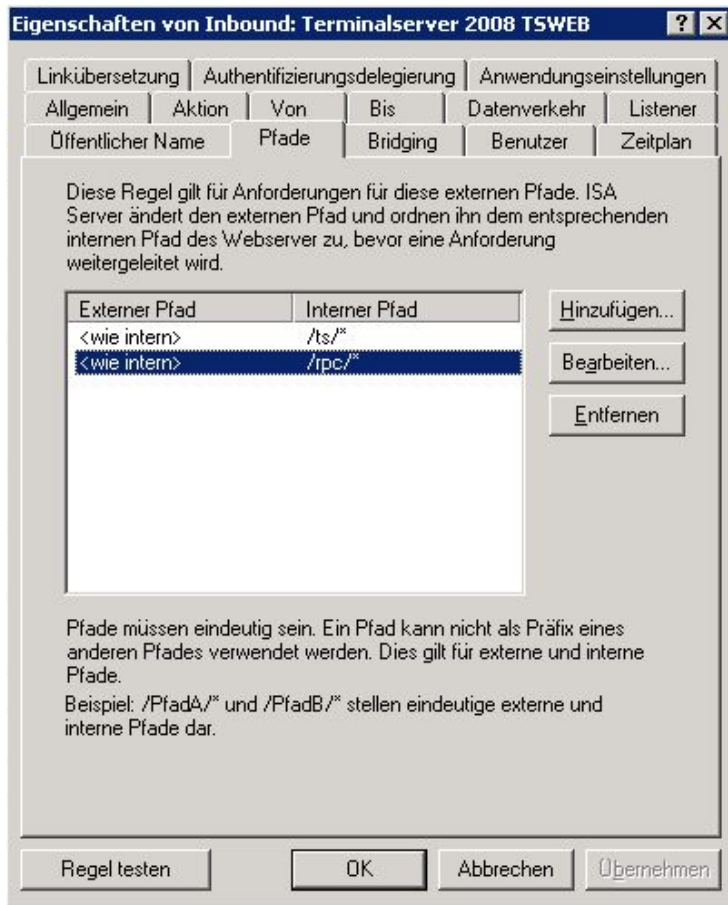 Eigenschaften von Inbound: Terminalserver 2008 TSWEB
Linkübersetzung Authentifizierungsdelegierung Anwendungseinstellungen
Allgemein Aktion Von Bis Datenverkehr Listener
Öffentlicher Name Pfade Bridging Benutzer Zeitplan
Diese Regel gilt für Anforderungen für diese externen Pfade. ISA
Server ändert den externen Pfad und ordnen ihn dem entsprechenden
internen Pfad des Webserver zu, bevor eine Anforderung
weitergeleitet wird.
Externer Pfad Interner Pfad
<wie intern> /ts/*
<wie intern> /rpc/*
Hinzufügen...
Bearbeiten...
Entfernen
Pfade müssen eindeutig sein. Ein Pfad kann nicht als Präfix eines
anderen Pfades verwendet werden. Dies gilt für externe und interne
Pfade.
Beispiel: /PfadA/* und /PfadB/* stellen eindeutige externe und
interne Pfade dar.
Regel testen OK Abbrechen Übernehmen